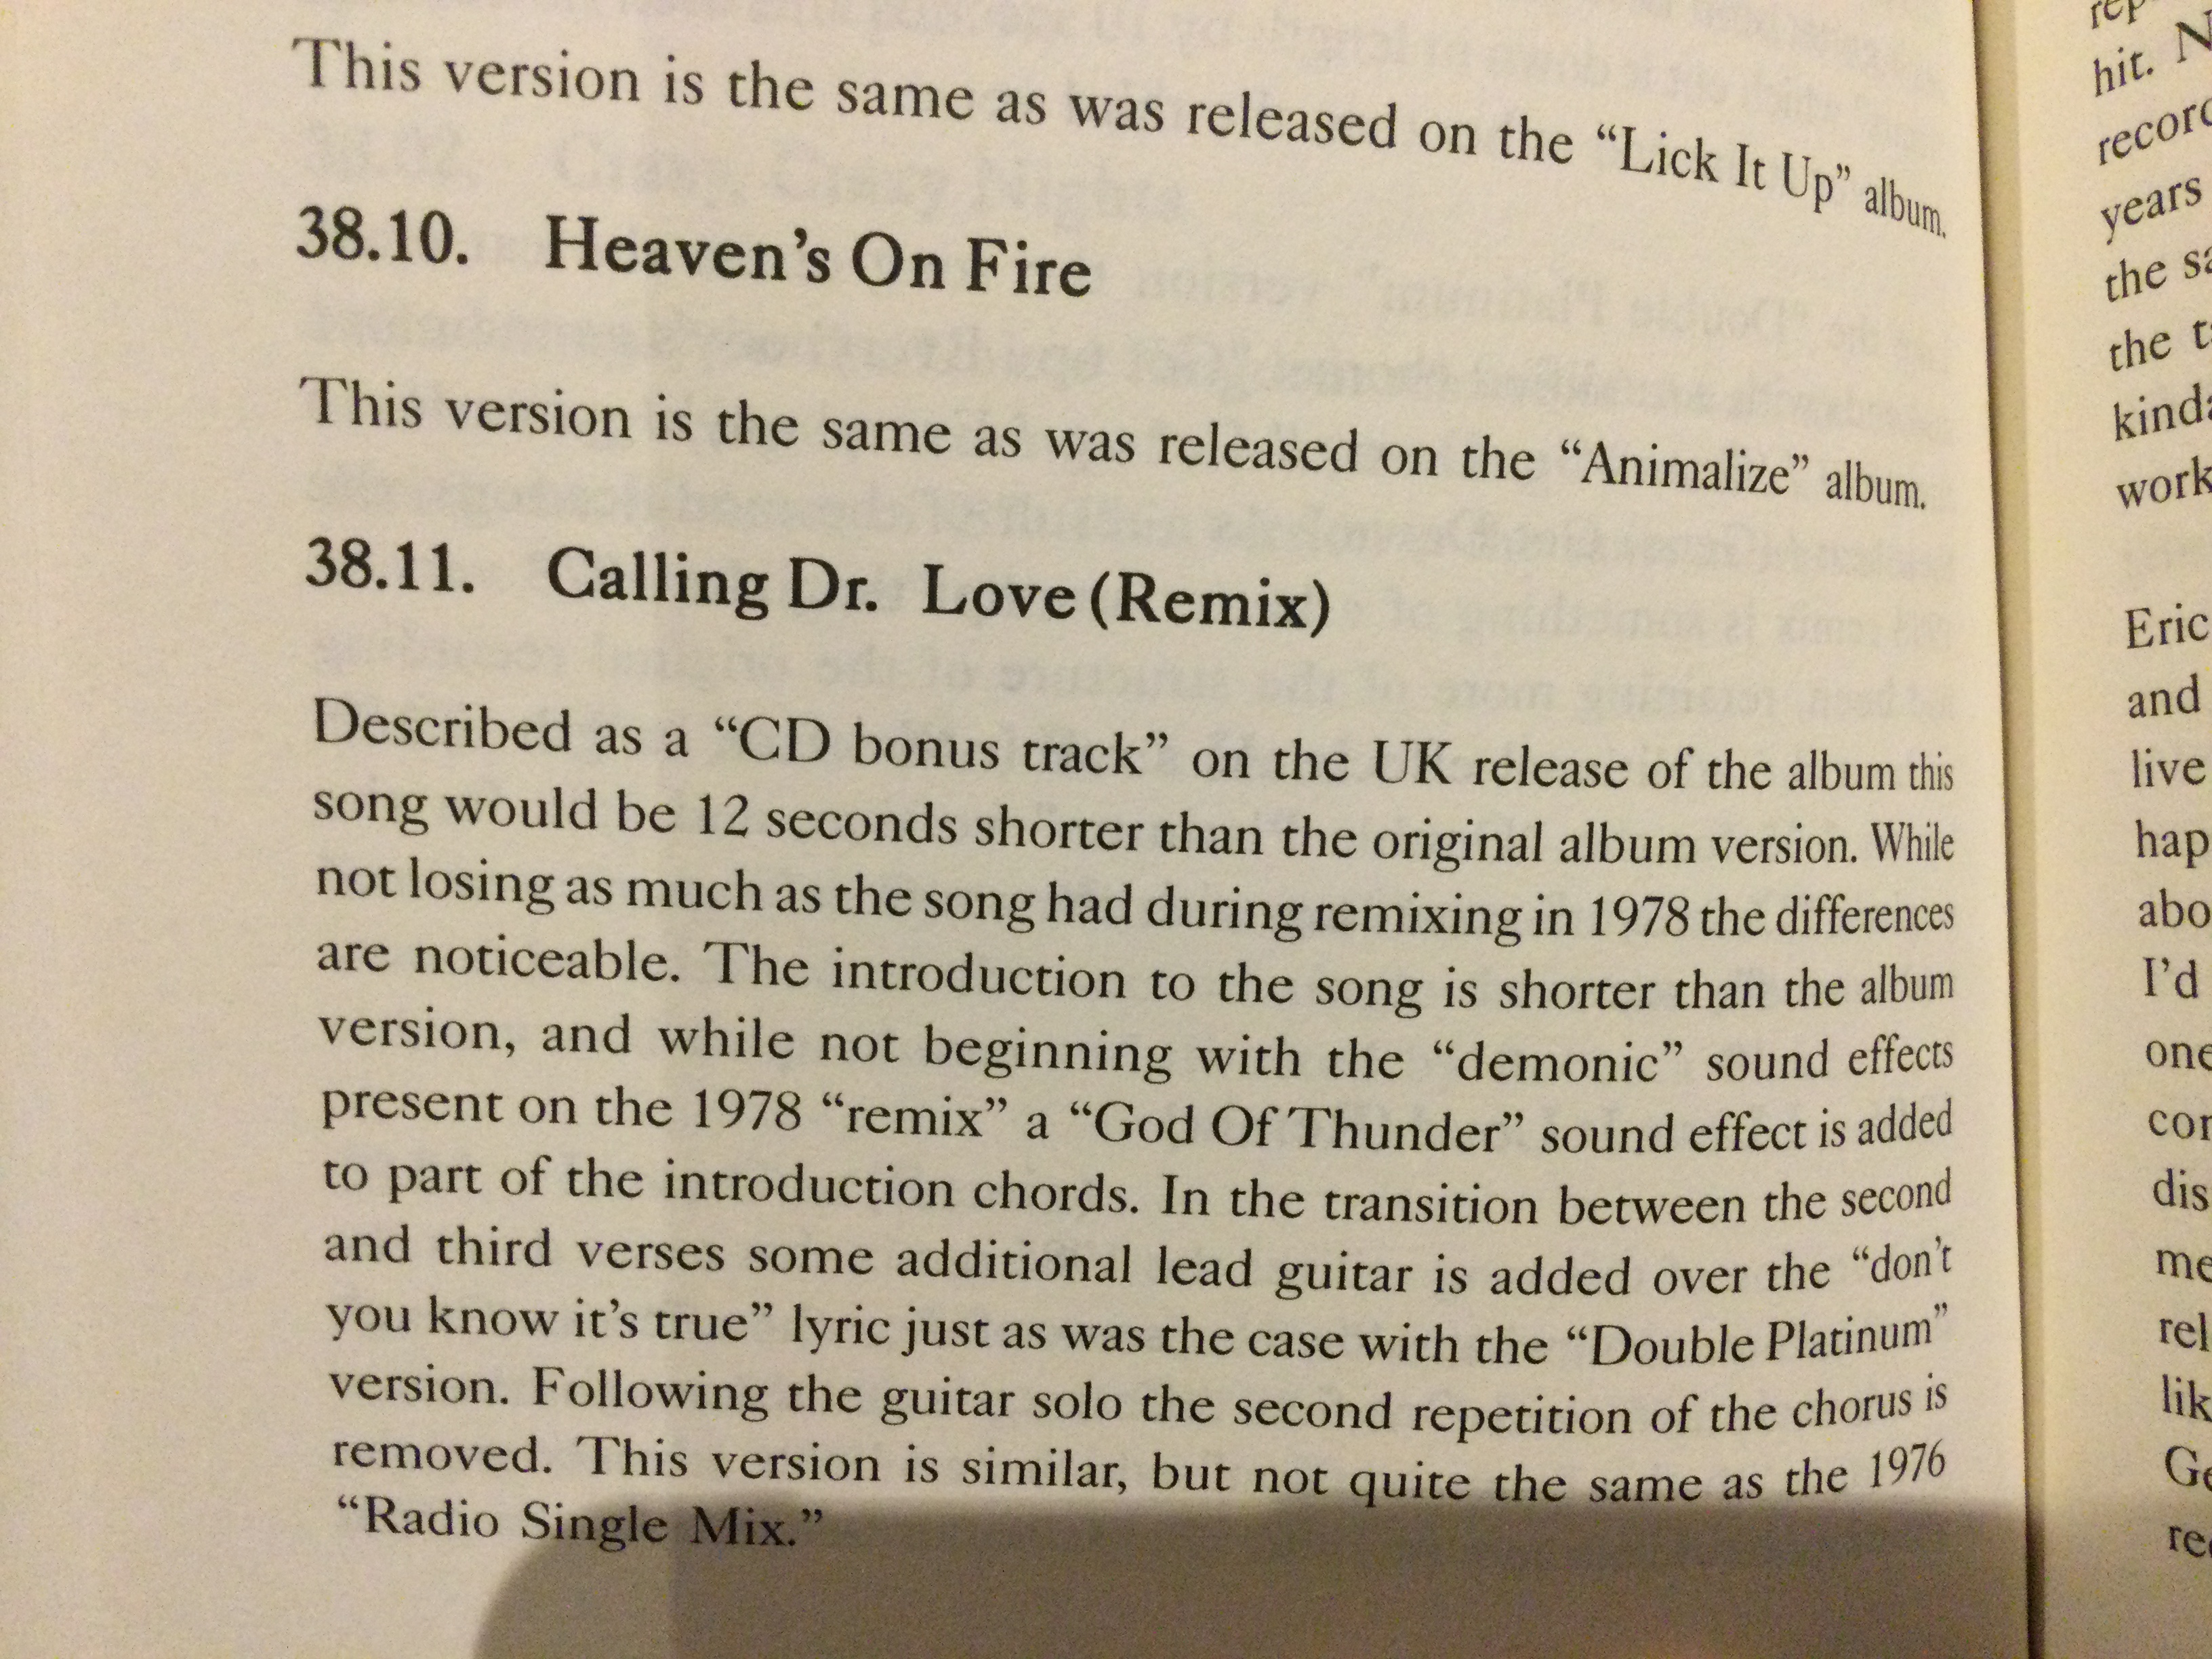 This version is the same as was released on the “Lick It Up” album.
38.10. Heaven’s On Fire
This version is the same as was released on the “Animalize” album.
38.11. Calling Dr. Love (Remix)
Described as a “CD bonus track” on the UK release of the album this
song would be 12 seconds shorter than the original album version. While
not losing as much as the song had during remixing in 1978 the differences
are noticeable. The introduction to the song is shorter than the album
version, and while not beginning with the “demonic” sound effects
present on the 1978 “remix” a “God Of Thunder” sound effect is added
to part of the introduction chords. In the transition between the second
and third verses some additional lead guitar is added over the “don’t
you know it’s true” lyric just as was the case with the “Double Platinum”
version. Following the guitar solo the second repetition of the chorus is
removed. This version is similar, but not quite the same as the 1976
“Radio Single Mix.”
hit.
years
the
the
work
Eric
and
live
I’d